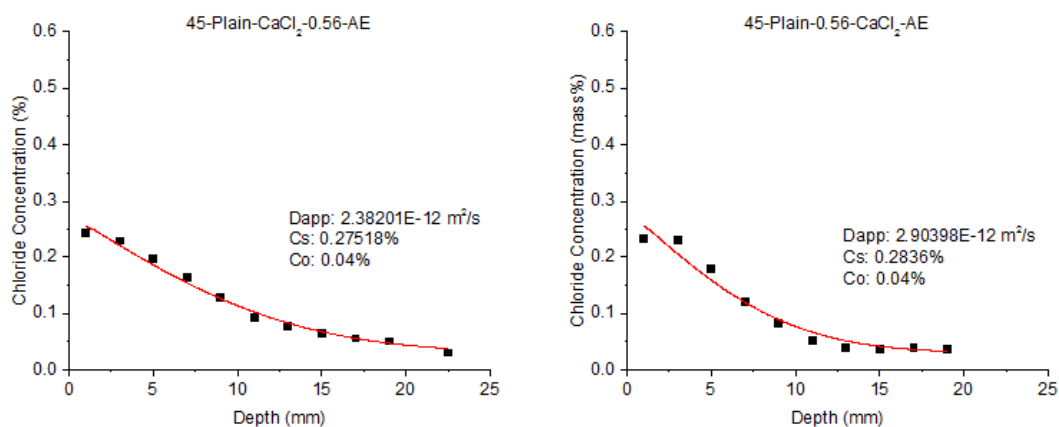 45-Plain-CaCl₂-0.56-AE
Chloride Concentration (%)
0.6
0.5
0.4
0.3
0.2
0.1
0.0
Dapp: 2.38201E-12 m²/s
Cs: 0.27518%
Co: 0.04%
0 5 10 15 20 25
Depth (mm)
45-Plain-0.56-CaCl₂-AE
Chloride Concentration (mass%)
0.6
0.5
0.4
0.3
0.2
0.1
0.0
Dapp: 2.90398E-12 m²/s
Cs: 0.2836%
Co: 0.04%
0 5 10 15 20 25
Depth (mm)